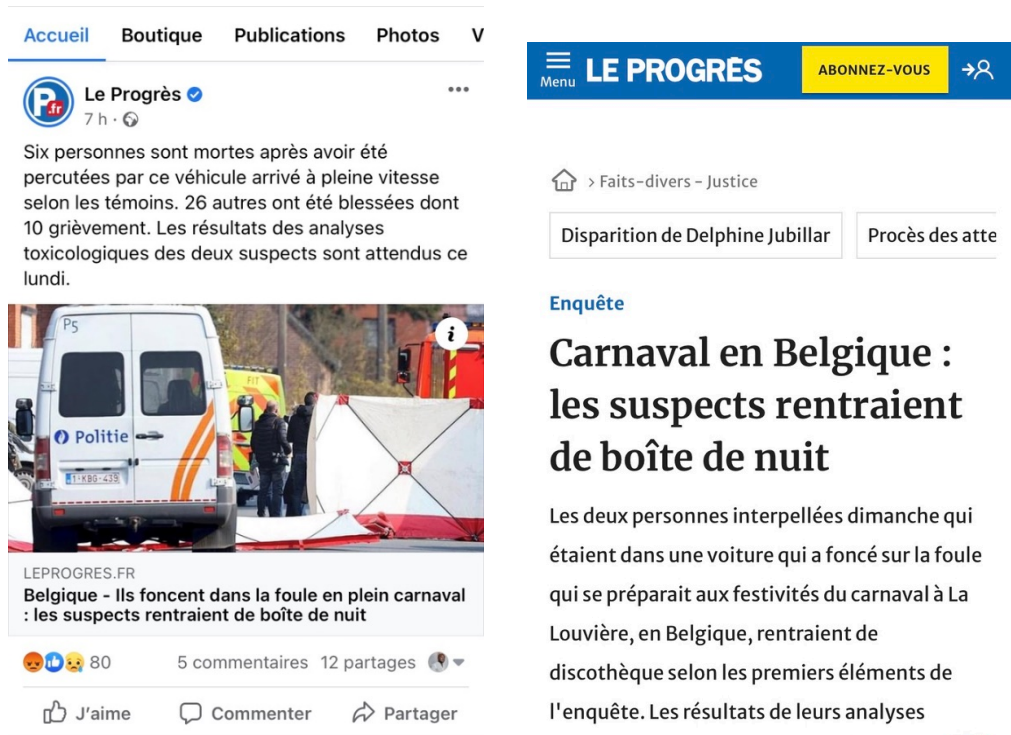 Accueil Boutique Publications Photos V
Le Progrès
7 h ·
Six personnes sont mortes après avoir été
percutées par ce véhicule arrivé à pleine vitesse
selon les témoins. 26 autres ont été blessées dont
10 grièvement. Les résultats des analyses
toxicologiques des deux suspects sont attendus ce
lundi.
P5
FIT
Politie
1-KBG-435
LEPROGRES.FR
Belgique - Ils foncent dans la foule en plein carnaval
: les suspects rentraient de boîte de nuit
80 5 commentaires 12 partages
J'aime Commenter Partager
Menu LE PROGRÈS ABONNEZ-VOUS
> Faits-divers - Justice
Disparition de Delphine Jubillar Procès des atte
Enquête
Carnaval en Belgique :
les suspects rentraient
de boîte de nuit
Les deux personnes interpellées dimanche qui
étaient dans une voiture qui a foncé sur la foule
qui se préparait aux festivités du carnaval à La
Louvière, en Belgique, rentraient de
discothèque selon les premiers éléments de
l'enquête. Les résultats de leurs analyses